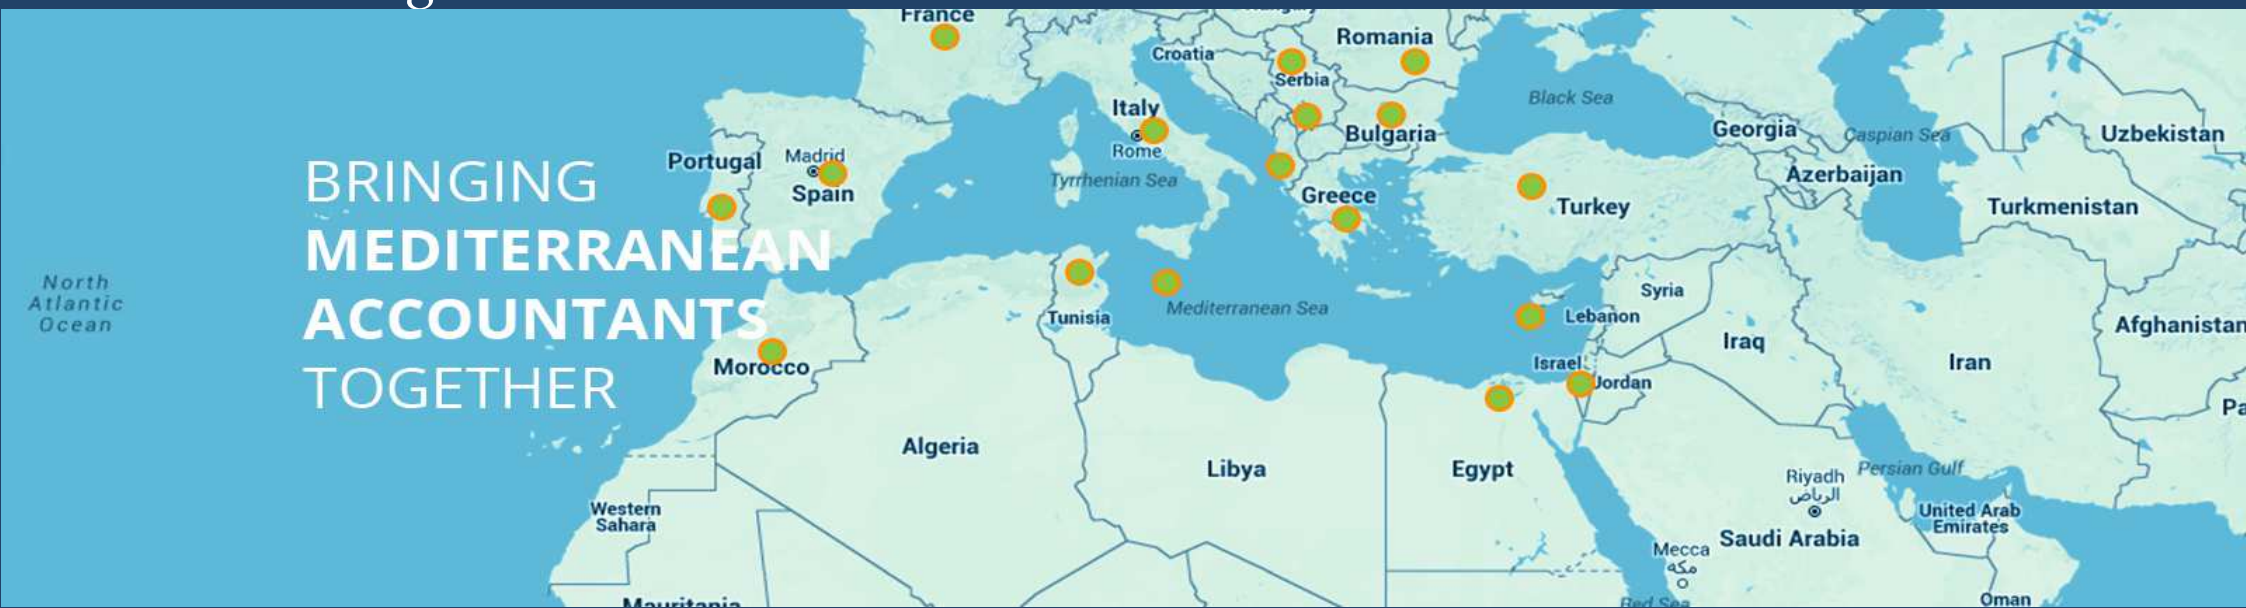 France
Romania
Croatia
Serbia
Black Sea
Italy
Bulgaria
Georgia
Caspian Sea
Uzbekistan
Rome
Portugal
Madrid
Spain
Tyrrhenian Sea
Greece
Turkey
Azerbaijan
Turkmenistan
BRINGING
MEDITERRANEAN
ACCOUNTANTS
TOGETHER
North
Atlantic
Ocean
Tunisia
Mediterranean Sea
Syria
Lebanon
Iraq
Iran
Afghanistan
Morocco
Israel
Jordan
Pa
Algeria
Libya
Egypt
Riyadh
الرياض
Persian Gulf
Western
Sahara
United Arab
Emirates
Saudi Arabia
Mecca
مكة
Mauritania
Red Sea
Oman